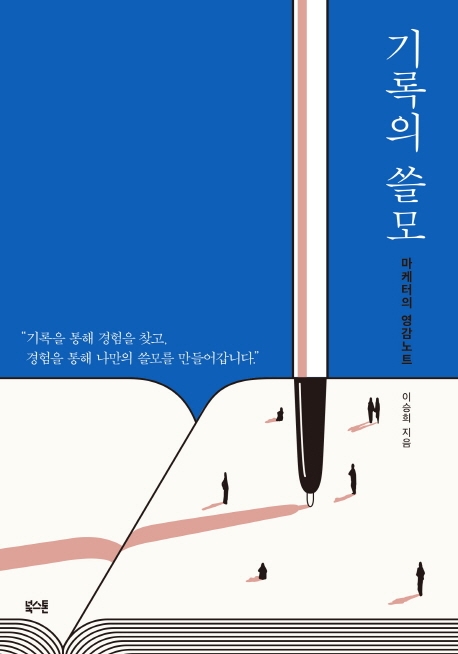 기록의 쓸모
마케터의 영감노트
이승희 지음
“기록을 통해 경험을 찾고,
경험을 통해 나만의 쓸모를 만들어갑니다.”
북스톤